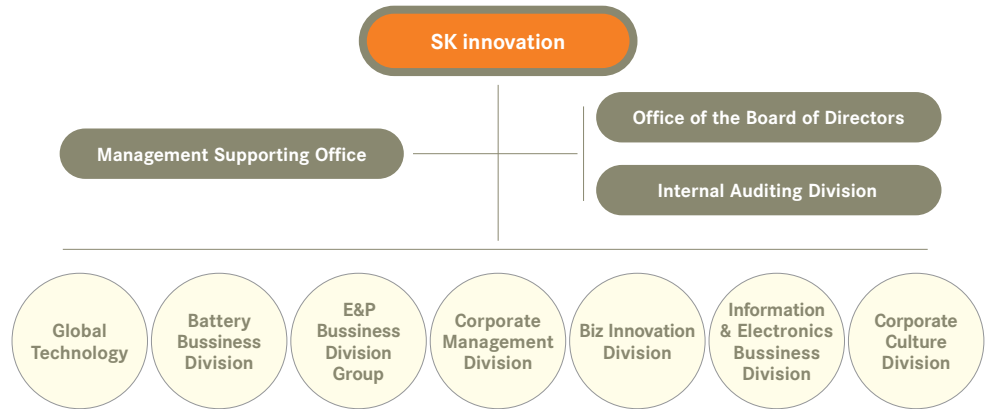 SK innovation
Office of the Board of Directors
Management Supporting Office
Internal Auditing Division
Global
Technology
Battery
Bussiness
Division
E&P
Bussiness
Division
Group
Corporate
Management
Division
Biz Innovation
Division
Information
& Electronics
Bussiness
Division
Corporate
Culture
Division